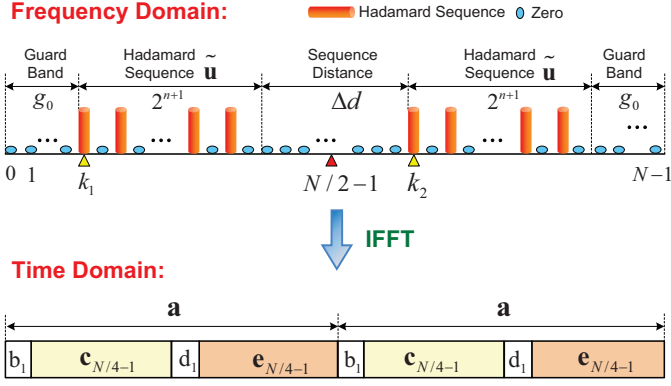 Frequency Domain: Hadamard Sequence Zero
Guard Band Hadamard Sequence ũ Sequence Distance Hadamard Sequence ũ Guard Band
g₀ 2ⁿ⁺¹ Δd 2ⁿ⁺¹ g₀
... ... ... ... ...
0 1 k₁ N/2−1 k₂ N−1
IFFT
Time Domain:
a a
b₁ c_{N/4−1} d₁ e_{N/4−1} b₁ c_{N/4−1} d₁ e_{N/4−1}